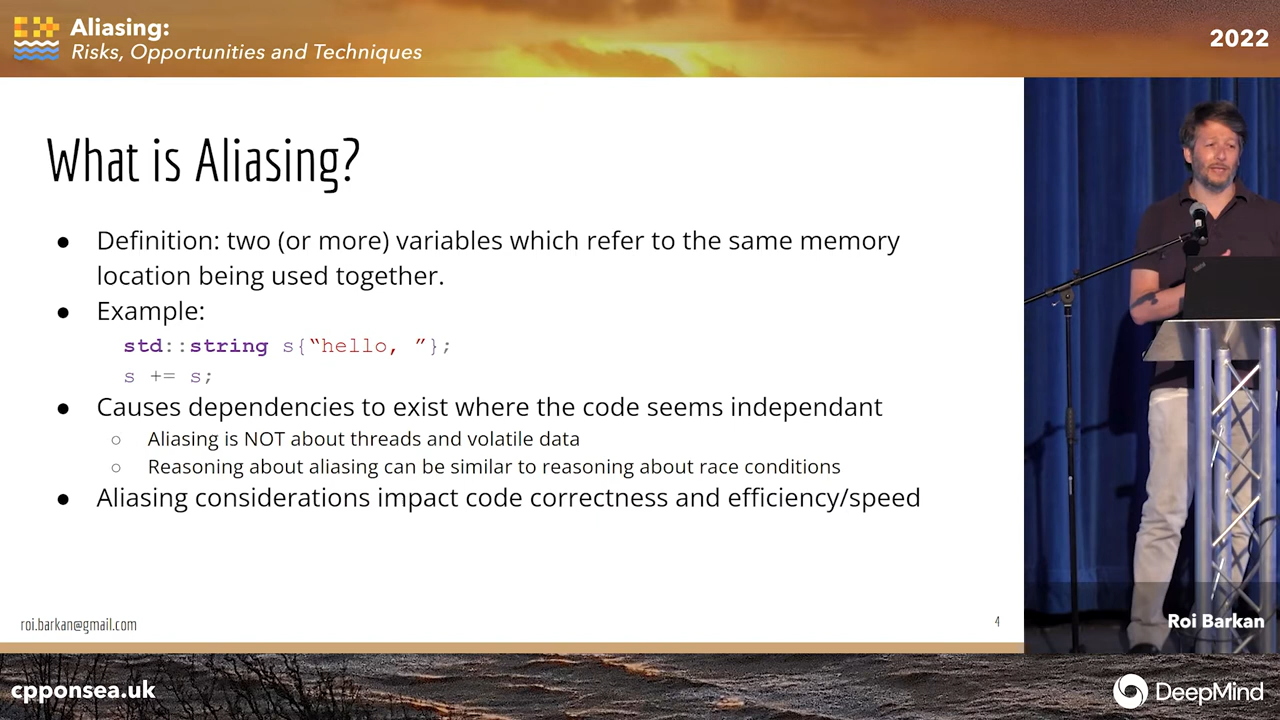 Aliasing:
Risks, Opportunities and Techniques
2022
What is Aliasing?
● Definition: two (or more) variables which refer to the same memory
location being used together.
● Example:
std::string s{“hello, ”};
s += s;
● Causes dependencies to exist where the code seems independant
○ Aliasing is NOT about threads and volatile data
○ Reasoning about aliasing can be similar to reasoning about race conditions
● Aliasing considerations impact code correctness and efficiency/speed
roi.barkan@gmail.com
4
Roi Barkan
cpponsea.uk
DeepMind